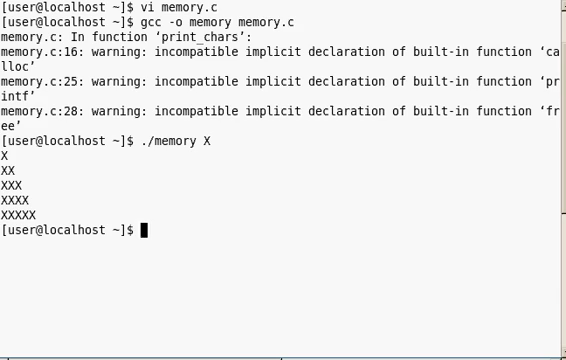 [user@localhost ~]$ vi memory.c
[user@localhost ~]$ gcc -o memory memory.c
memory.c: In function ‘print_chars’:
memory.c:16: warning: incompatible implicit declaration of built-in function ‘ca
lloc’
memory.c:25: warning: incompatible implicit declaration of built-in function ‘pr
intf’
memory.c:28: warning: incompatible implicit declaration of built-in function ‘fr
ee’
[user@localhost ~]$ ./memory X
X
XX
XXX
XXXX
XXXXX
[user@localhost ~]$